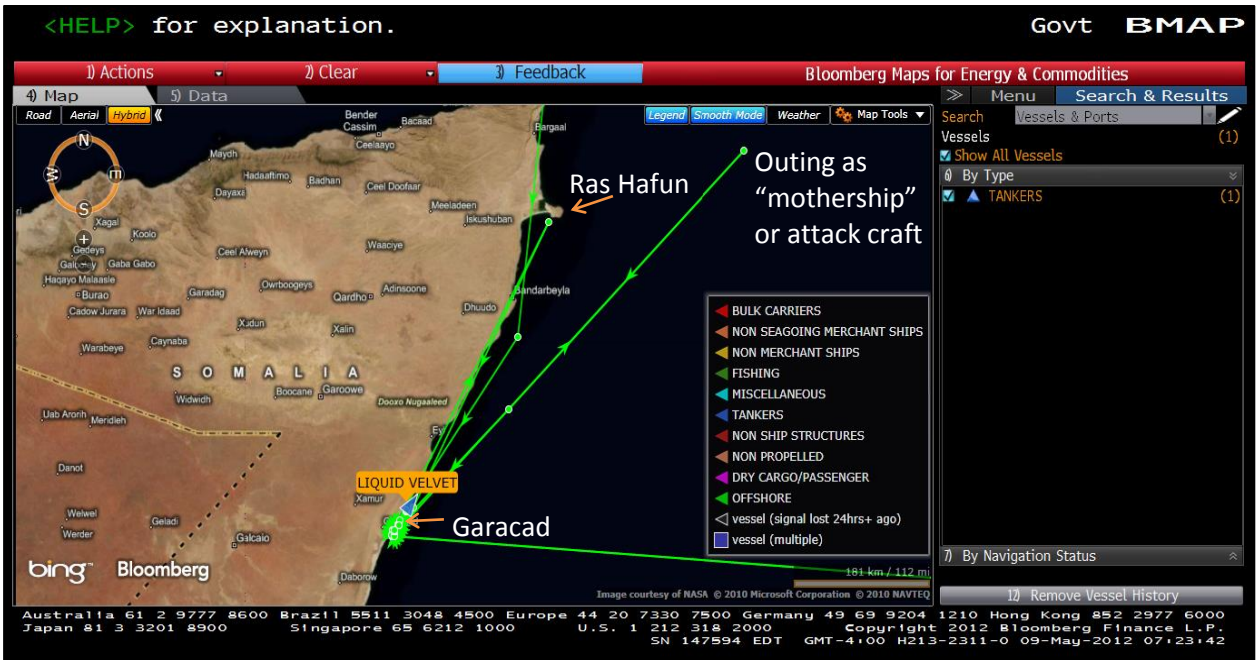 <HELP> for explanation.
Govt BMAP
1) Actions
2) Clear
3) Feedback
Bloomberg Maps for Energy & Commodities
4) Map
5) Data
Menu
Search & Results
Road
Aerial
Hybrid
Legend
Smooth Mode
Weather
Map Tools
Search
Vessels & Ports
Vessels (1)
Show All Vessels
6) By Type
TANKERS (1)
N
W
E
S
Bender
Cassim
Bacaad
Bargaal
Ceelaayo
Maydh
Hadaaftimo
Badhan
Ceel Doofaar
Dayaxa
Meeladeen
Iskushuban
Xagal
Koolo
Gedeys
Gaba Gabo
Ceel Alweyn
Waaciye
Haqayo Malaasle
Burao
Garadag
Owrboogeys
Qardho
Adinsoone
Bandarbeyla
Cadow Jurara
War Idaad
Dhuudo
Xudun
Xalin
Caynaba
Warabeye
SOMALIA
Boocane
Garoowe
Widwidh
Dooxo Nugaaleed
Uab Aronh
Meridleh
Danot
LIQUID VELVET
Xamur
Welwel
Geladi
Werder
Galcaio
Daborow
Ras Hafun
Outing as
“mothership”
or attack craft
Garacad
BULK CARRIERS
NON SEAGOING MERCHANT SHIPS
NON MERCHANT SHIPS
FISHING
MISCELLANEOUS
TANKERS
NON SHIP STRUCTURES
NON PROPELLED
DRY CARGO/PASSENGER
OFFSHORE
vessel (signal lost 24hrs+ ago)
vessel (multiple)
7) By Navigation Status
bing™ Bloomberg
181 km / 112 mi
Image courtesy of NASA © 2010 Microsoft Corporation © 2010 NAVTEQ
12) Remove Vessel History
Australia 61 2 9777 8600 Brazil 5511 3048 4500 Europe 44 20 7330 7500 Germany 49 69 9204 1210 Hong Kong 852 2977 6000
Japan 81 3 3201 8900 Singapore 65 6212 1000 U.S. 1 212 318 2000 Copyright 2012 Bloomberg Finance L.P.
SN 147594 EDT GMT-4:00 H213-2311-0 09-May-2012 07:23:42